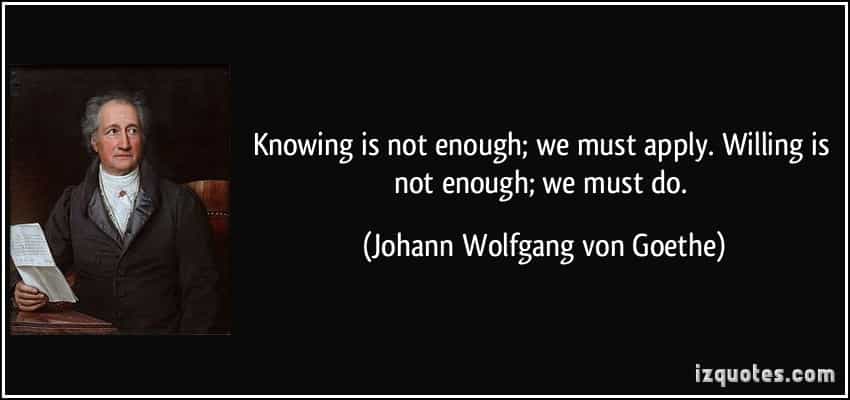 Knowing is not enough; we must apply. Willing is
not enough; we must do.
(Johann Wolfgang von Goethe)
izquotes.com